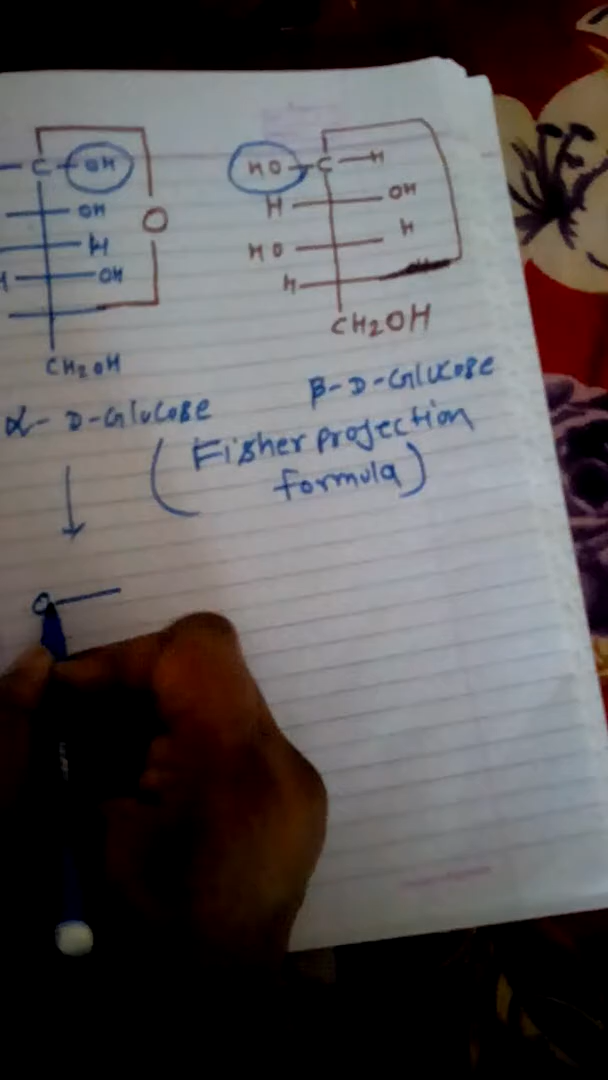 C OH
OH
O
H
H OH
CH2OH
α- D-Glucose
HO C H
H OH
HO H
H
CH2OH
β- D-Glucose
(Fisher projection
formula)
O